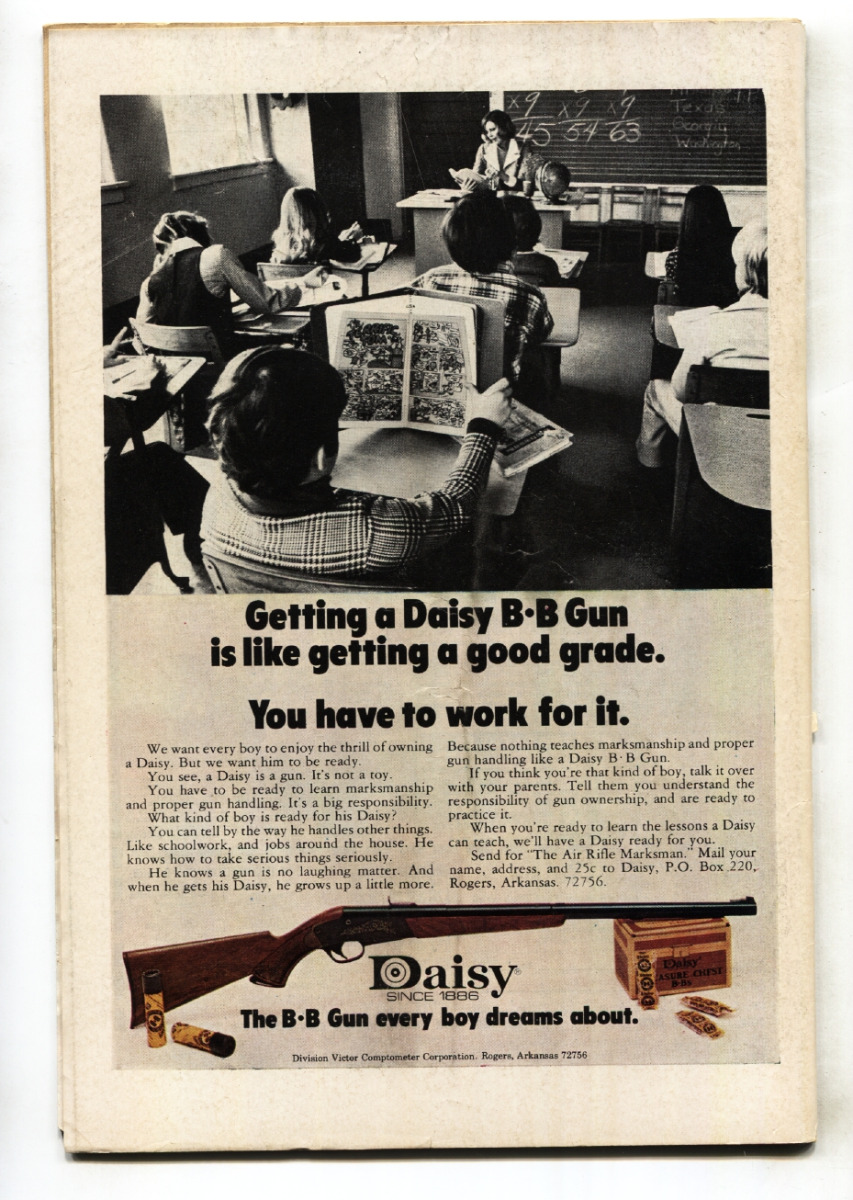 ×9 ×9 ×9
45 54 63
Texas
Georgia
Washington
Getting a Daisy B·B Gun
is like getting a good grade.
You have to work for it.
We want every boy to enjoy the thrill of owning
a Daisy. But we want him to be ready.
You see, a Daisy is a gun. It's not a toy.
You have to be ready to learn marksmanship
and proper gun handling. It's a big responsibility.
What kind of boy is ready for his Daisy?
You can tell by the way he handles other things.
Like schoolwork, and jobs around the house. He
knows how to take serious things seriously.
He knows a gun is no laughing matter. And
when he gets his Daisy, he grows up a little more.
Because nothing teaches marksmanship and proper
gun handling like a Daisy B·B Gun.
If you think you're that kind of boy, talk it over
with your parents. Tell them you understand the
responsibility of gun ownership, and are ready to
practice it.
When you're ready to learn the lessons a Daisy
can teach, we'll have a Daisy ready for you.
Send for "The Air Rifle Marksman." Mail your
name, address, and 25c to Daisy, P.O. Box 220,
Rogers, Arkansas. 72756.
Daisy
CHEST
Daisy®
SINCE 1886
The B·B Gun every boy dreams about.
Division Victor Comptometer Corporation. Rogers, Arkansas 72756